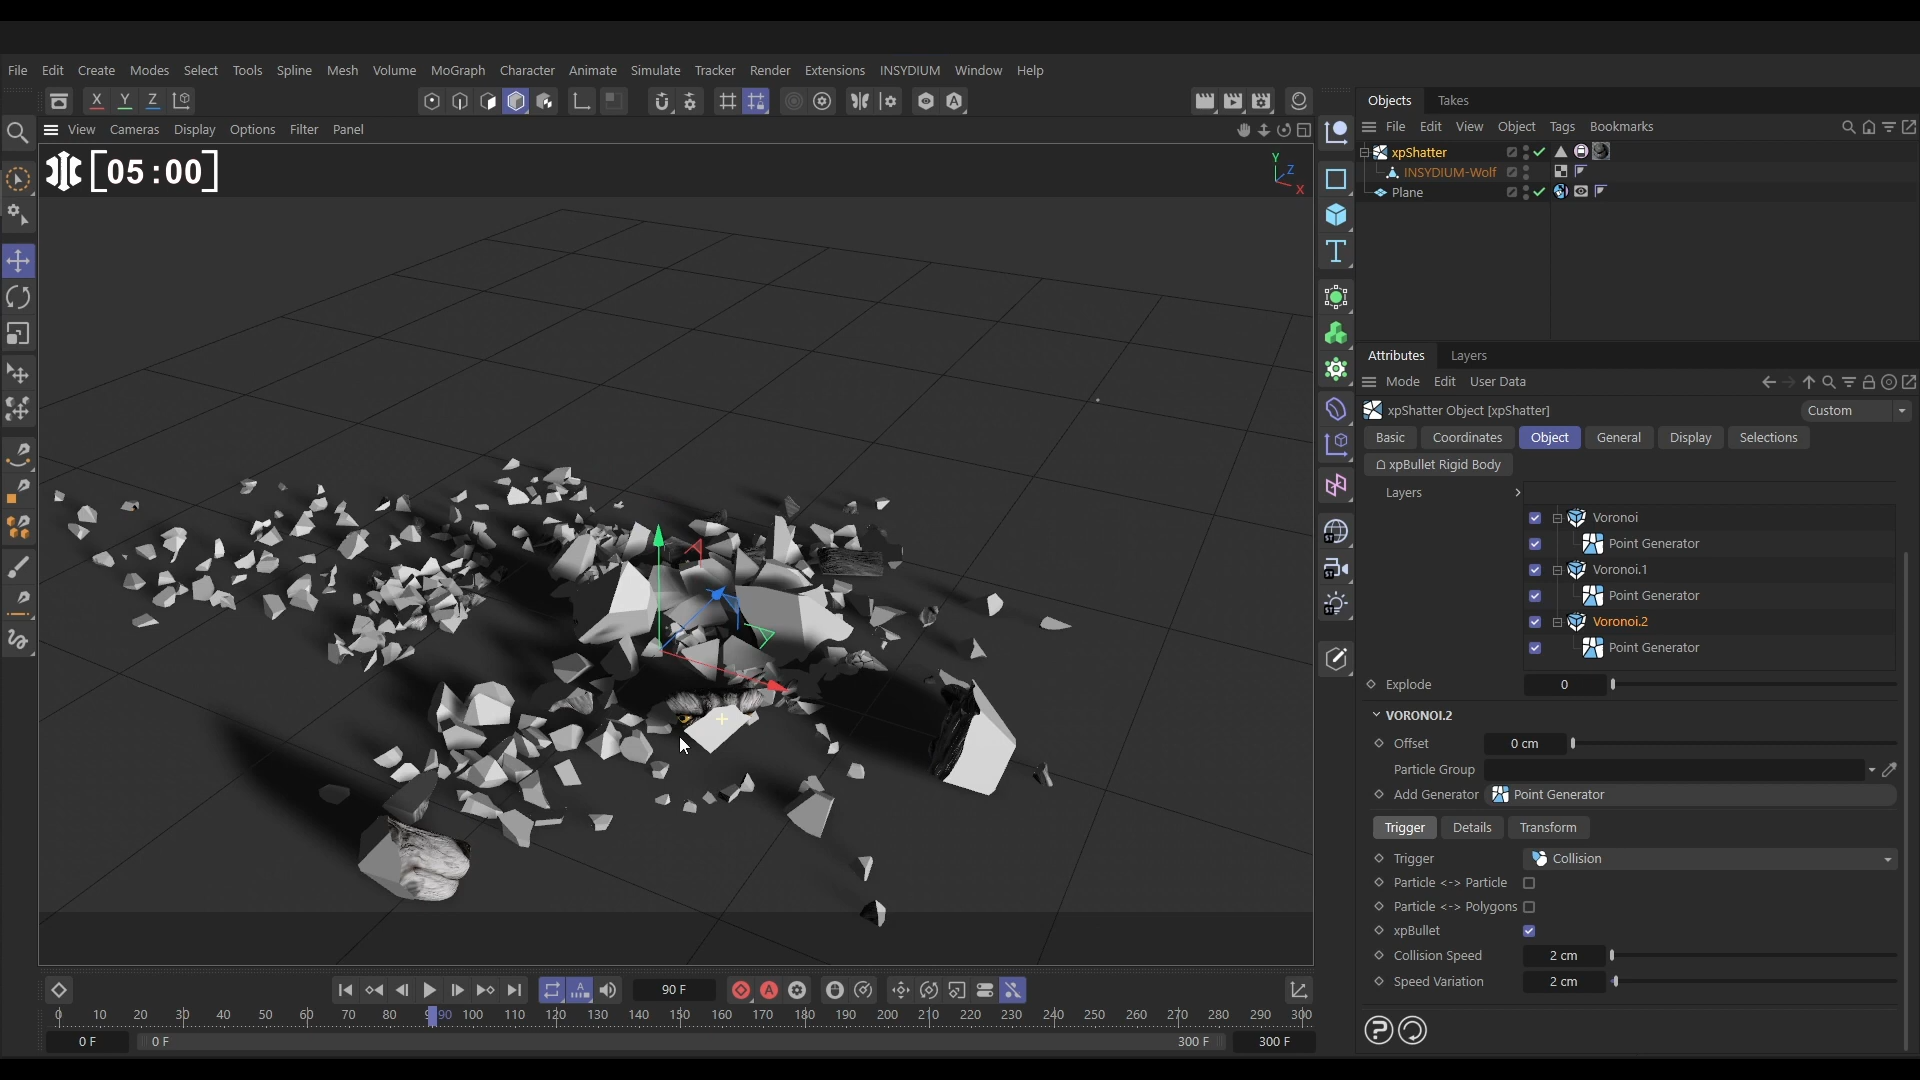 File Edit Create Modes Select Tools Spline Mesh Volume MoGraph Character Animate Simulate Tracker Render Extensions INSYDIUM Window Help
X Y Z
View Cameras Display Options Filter Panel
[05:00]
Y
Z
X
Objects Takes
File Edit View Object Tags Bookmarks
xpShatter
INSYDIUM-Wolf
Plane
Attributes Layers
Mode Edit User Data
xpShatter Object [xpShatter] Custom
Basic Coordinates Object General Display Selections
xpBullet Rigid Body
Layers
Voronoi
Point Generator
Voronoi.1
Point Generator
Voronoi.2
Point Generator
Explode 0
VORONOI.2
Offset 0 cm
Particle Group
Add Generator Point Generator
Trigger Details Transform
Trigger Collision
Particle <-> Particle
Particle <-> Polygons
xpBullet
Collision Speed 2 cm
Speed Variation 2 cm
90 F
0 10 20 30 40 50 60 70 80 90 100 110 120 130 140 150 160 170 180 190 200 210 220 230 240 250 260 270 280 290 300
0 F 0 F 300 F 300 F